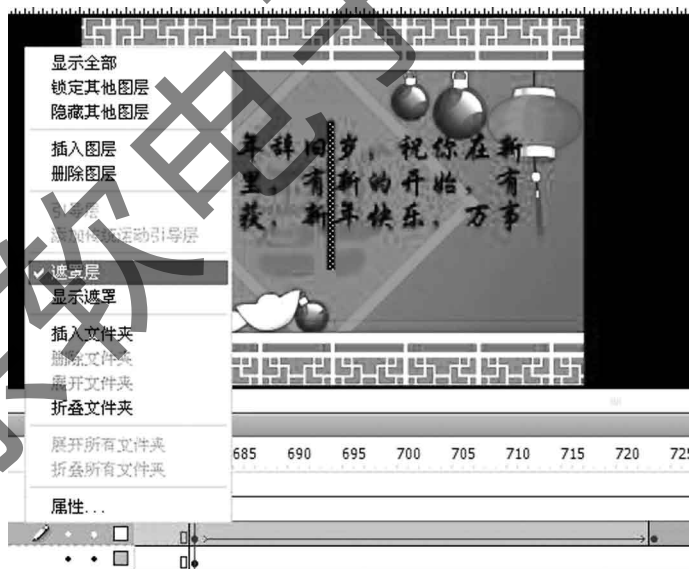 显示全部
锁定其他图层
隐藏其他图层
插入图层
删除图层
引导层
添加传统运动引导层
遮罩层
显示遮罩
插入文件夹
删除文件夹
展开文件夹
折叠文件夹
展开所有文件夹
折叠所有文件夹
属性...
年辞旧岁，祝你在新
里，有新的开始，有
获，新年快乐，万事
685 690 695 700 705 710 715 720 725
软电子